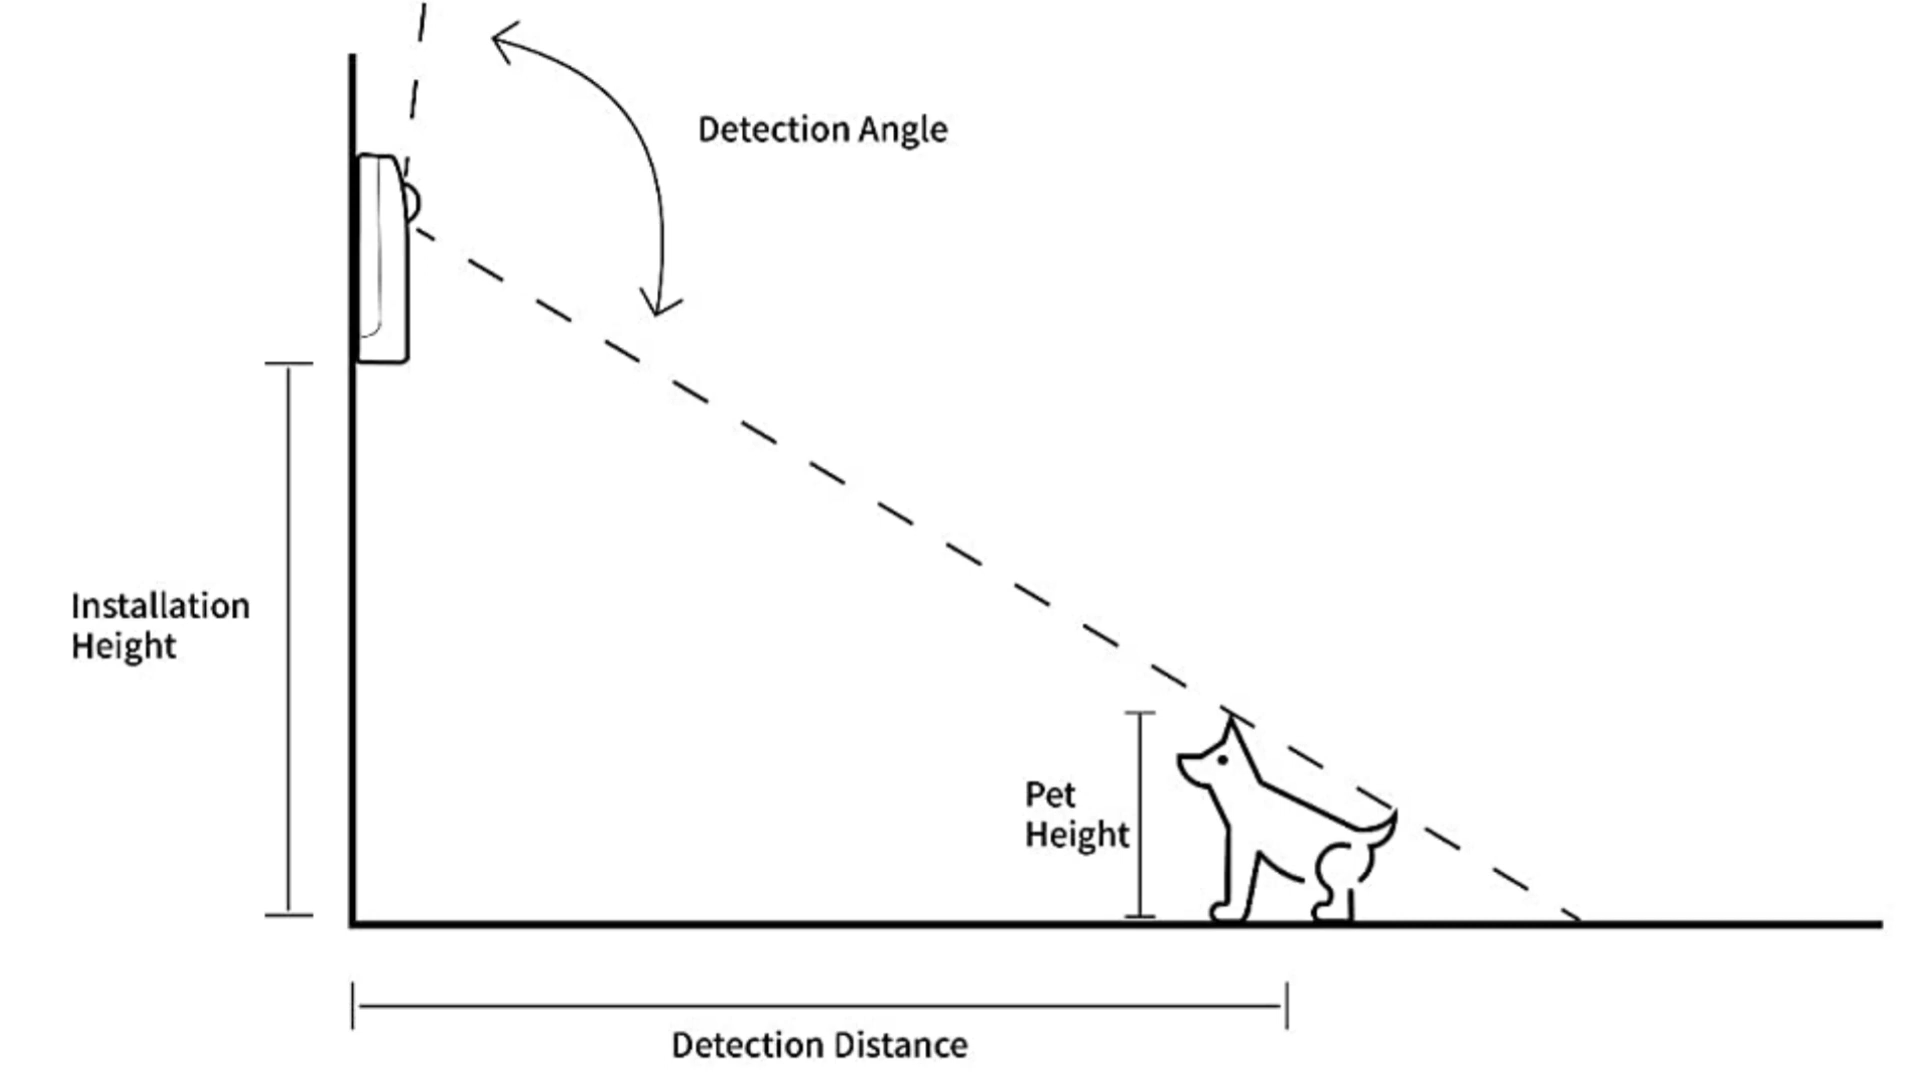 Detection Angle
Installation
Height
Pet
Height
Detection Distance